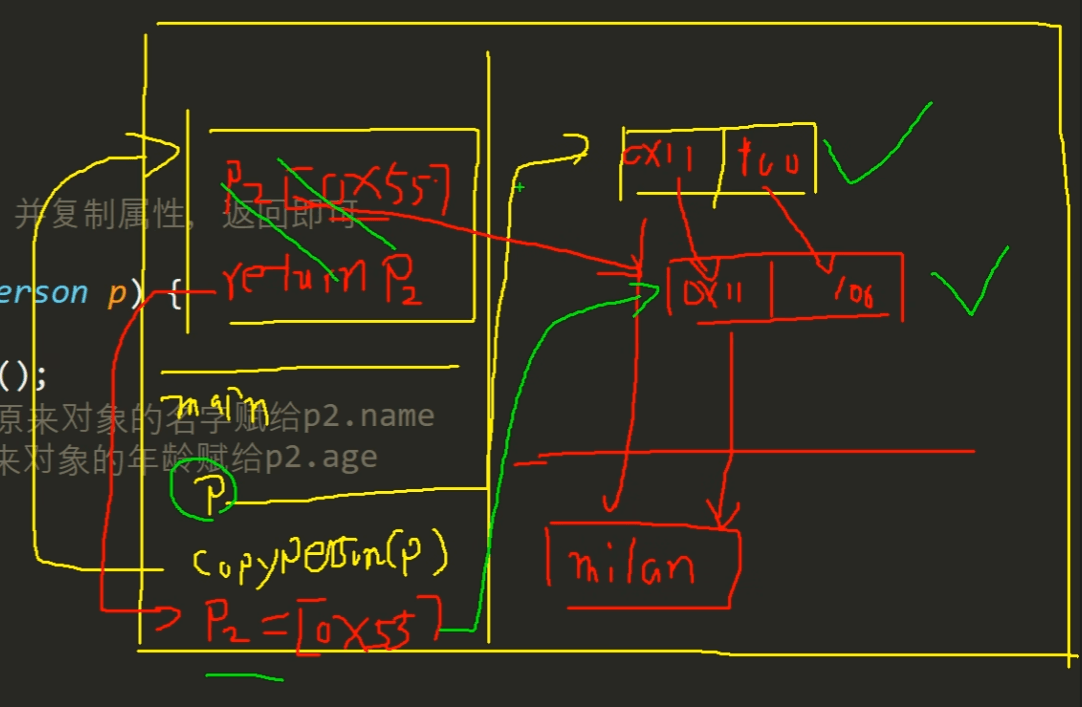 P2 [0X55]
return P2
并复制属性, 返回即可
erson p) {
();
main
原来对象的名字赋给p2.name
来对象的年龄赋给p2.age
P
copyperson(p)
P2 = [0X55]
0X11 100
0X11 100
milan